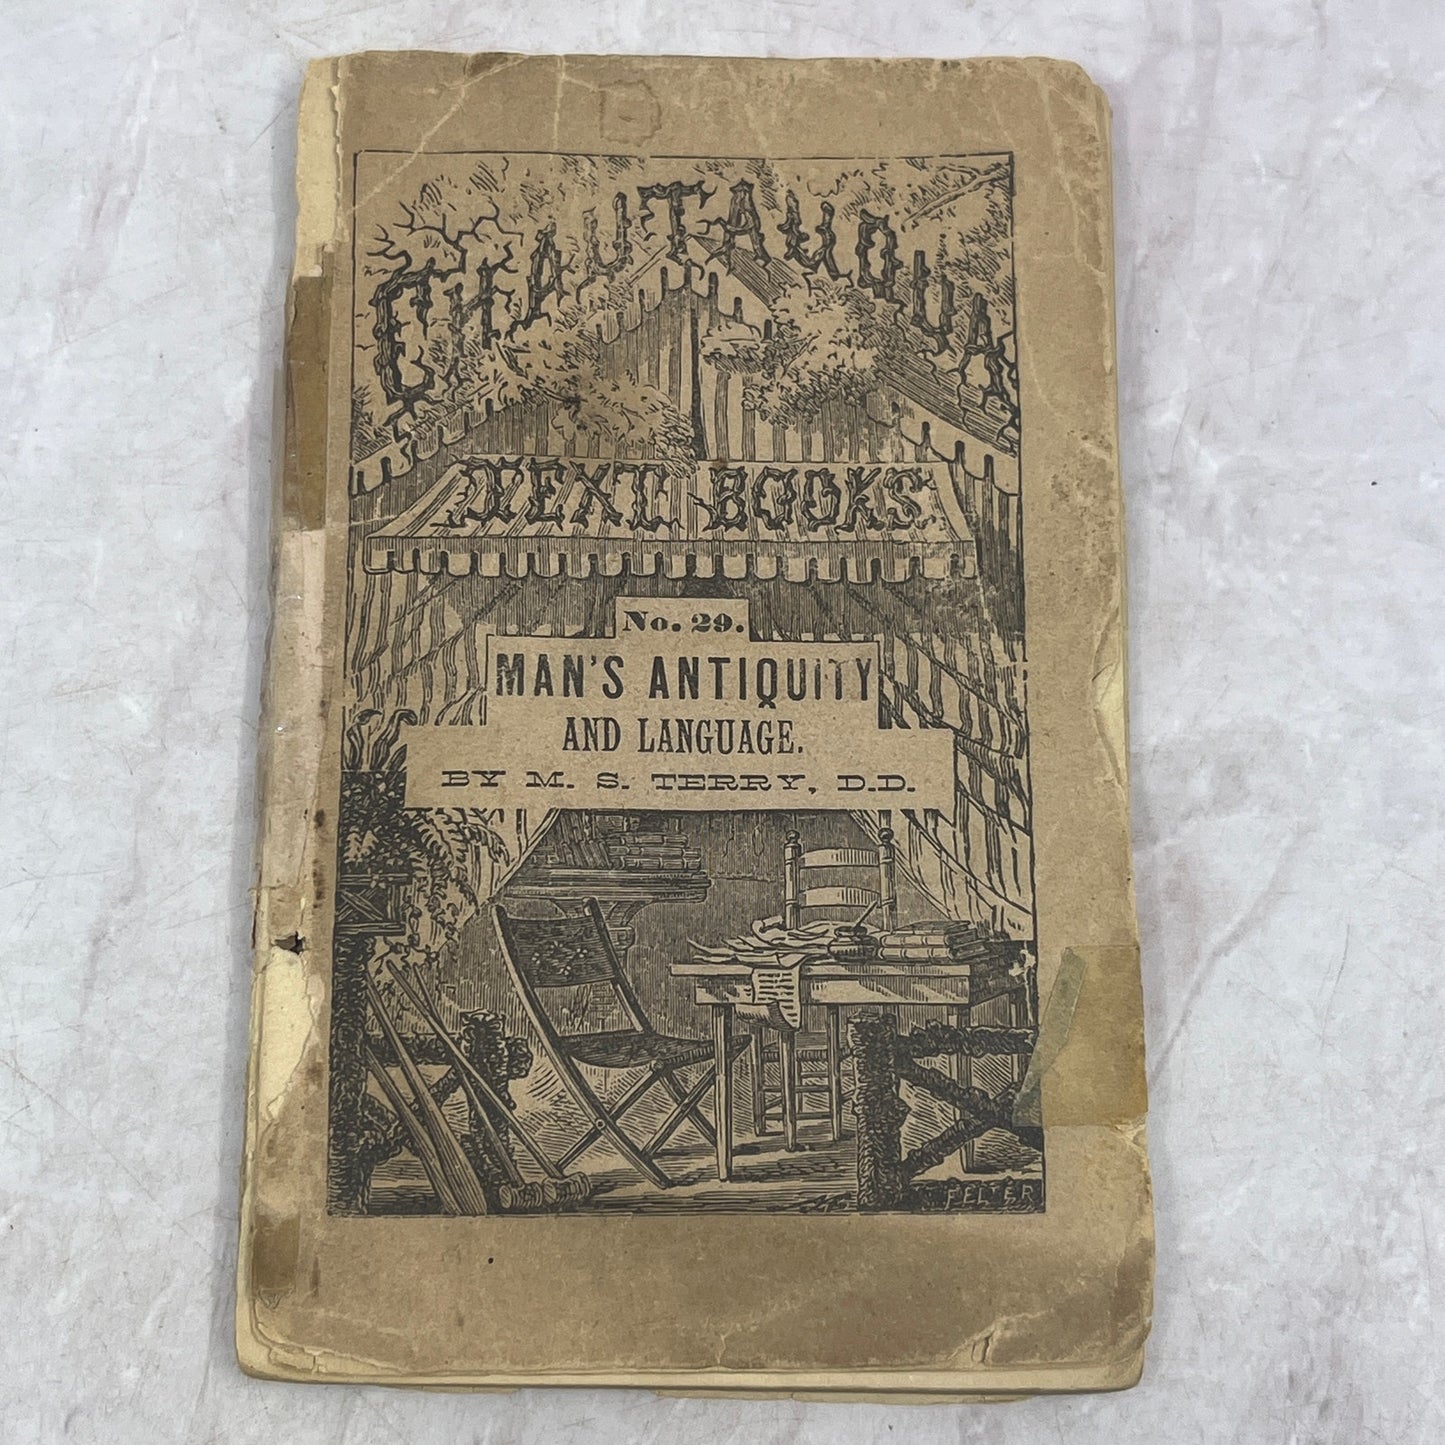 CHAUTAUQUA
TEXT BOOKS
No. 29.
MAN'S ANTIQUITY
AND LANGUAGE.
BY M. S. TERRY, D.D.
FELTER